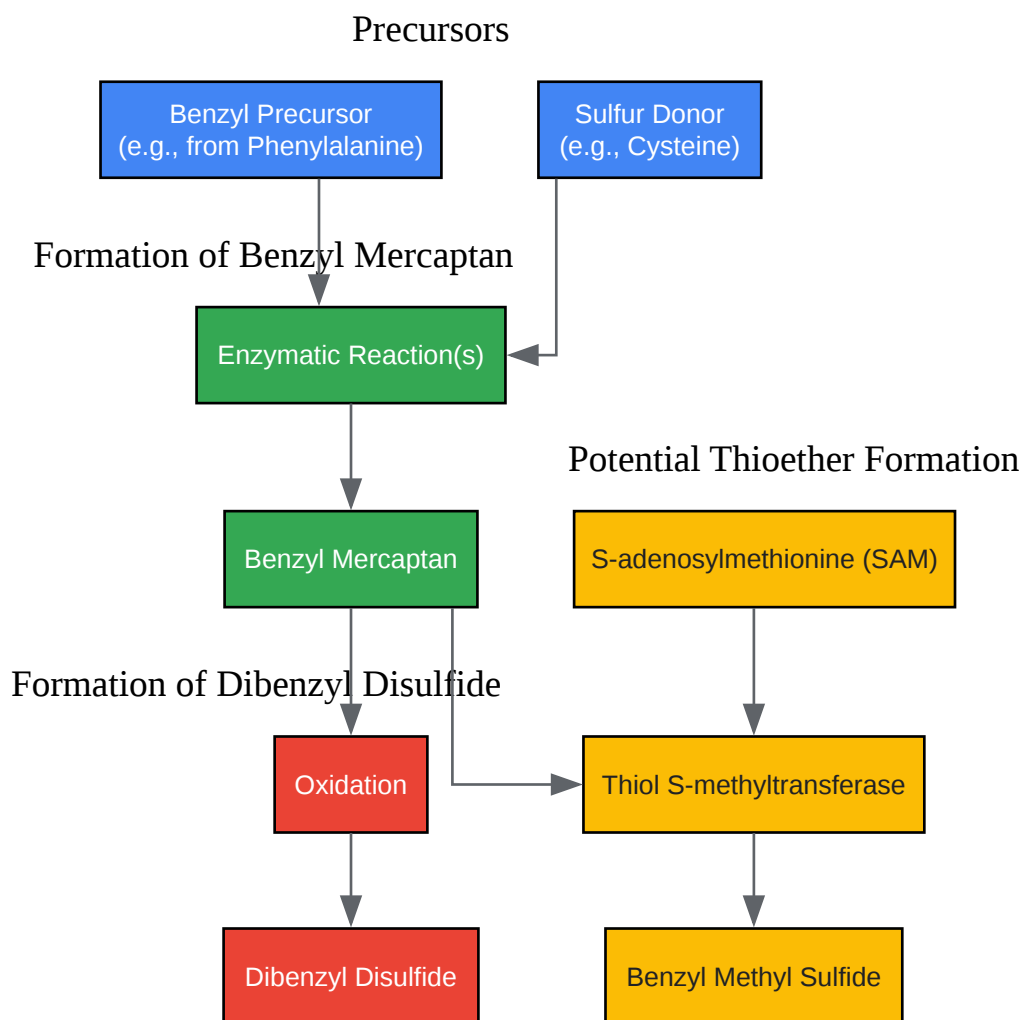 Precursors
Benzyl Precursor
(e.g., from Phenylalanine)
Sulfur Donor
(e.g., Cysteine)
Formation of Benzyl Mercaptan
Enzymatic Reaction(s)
Potential Thioether Formation
Benzyl Mercaptan
S-adenosylmethionine (SAM)
Formation of Dibenzyl Disulfide
Oxidation
Thiol S-methyltransferase
Dibenzyl Disulfide
Benzyl Methyl Sulfide